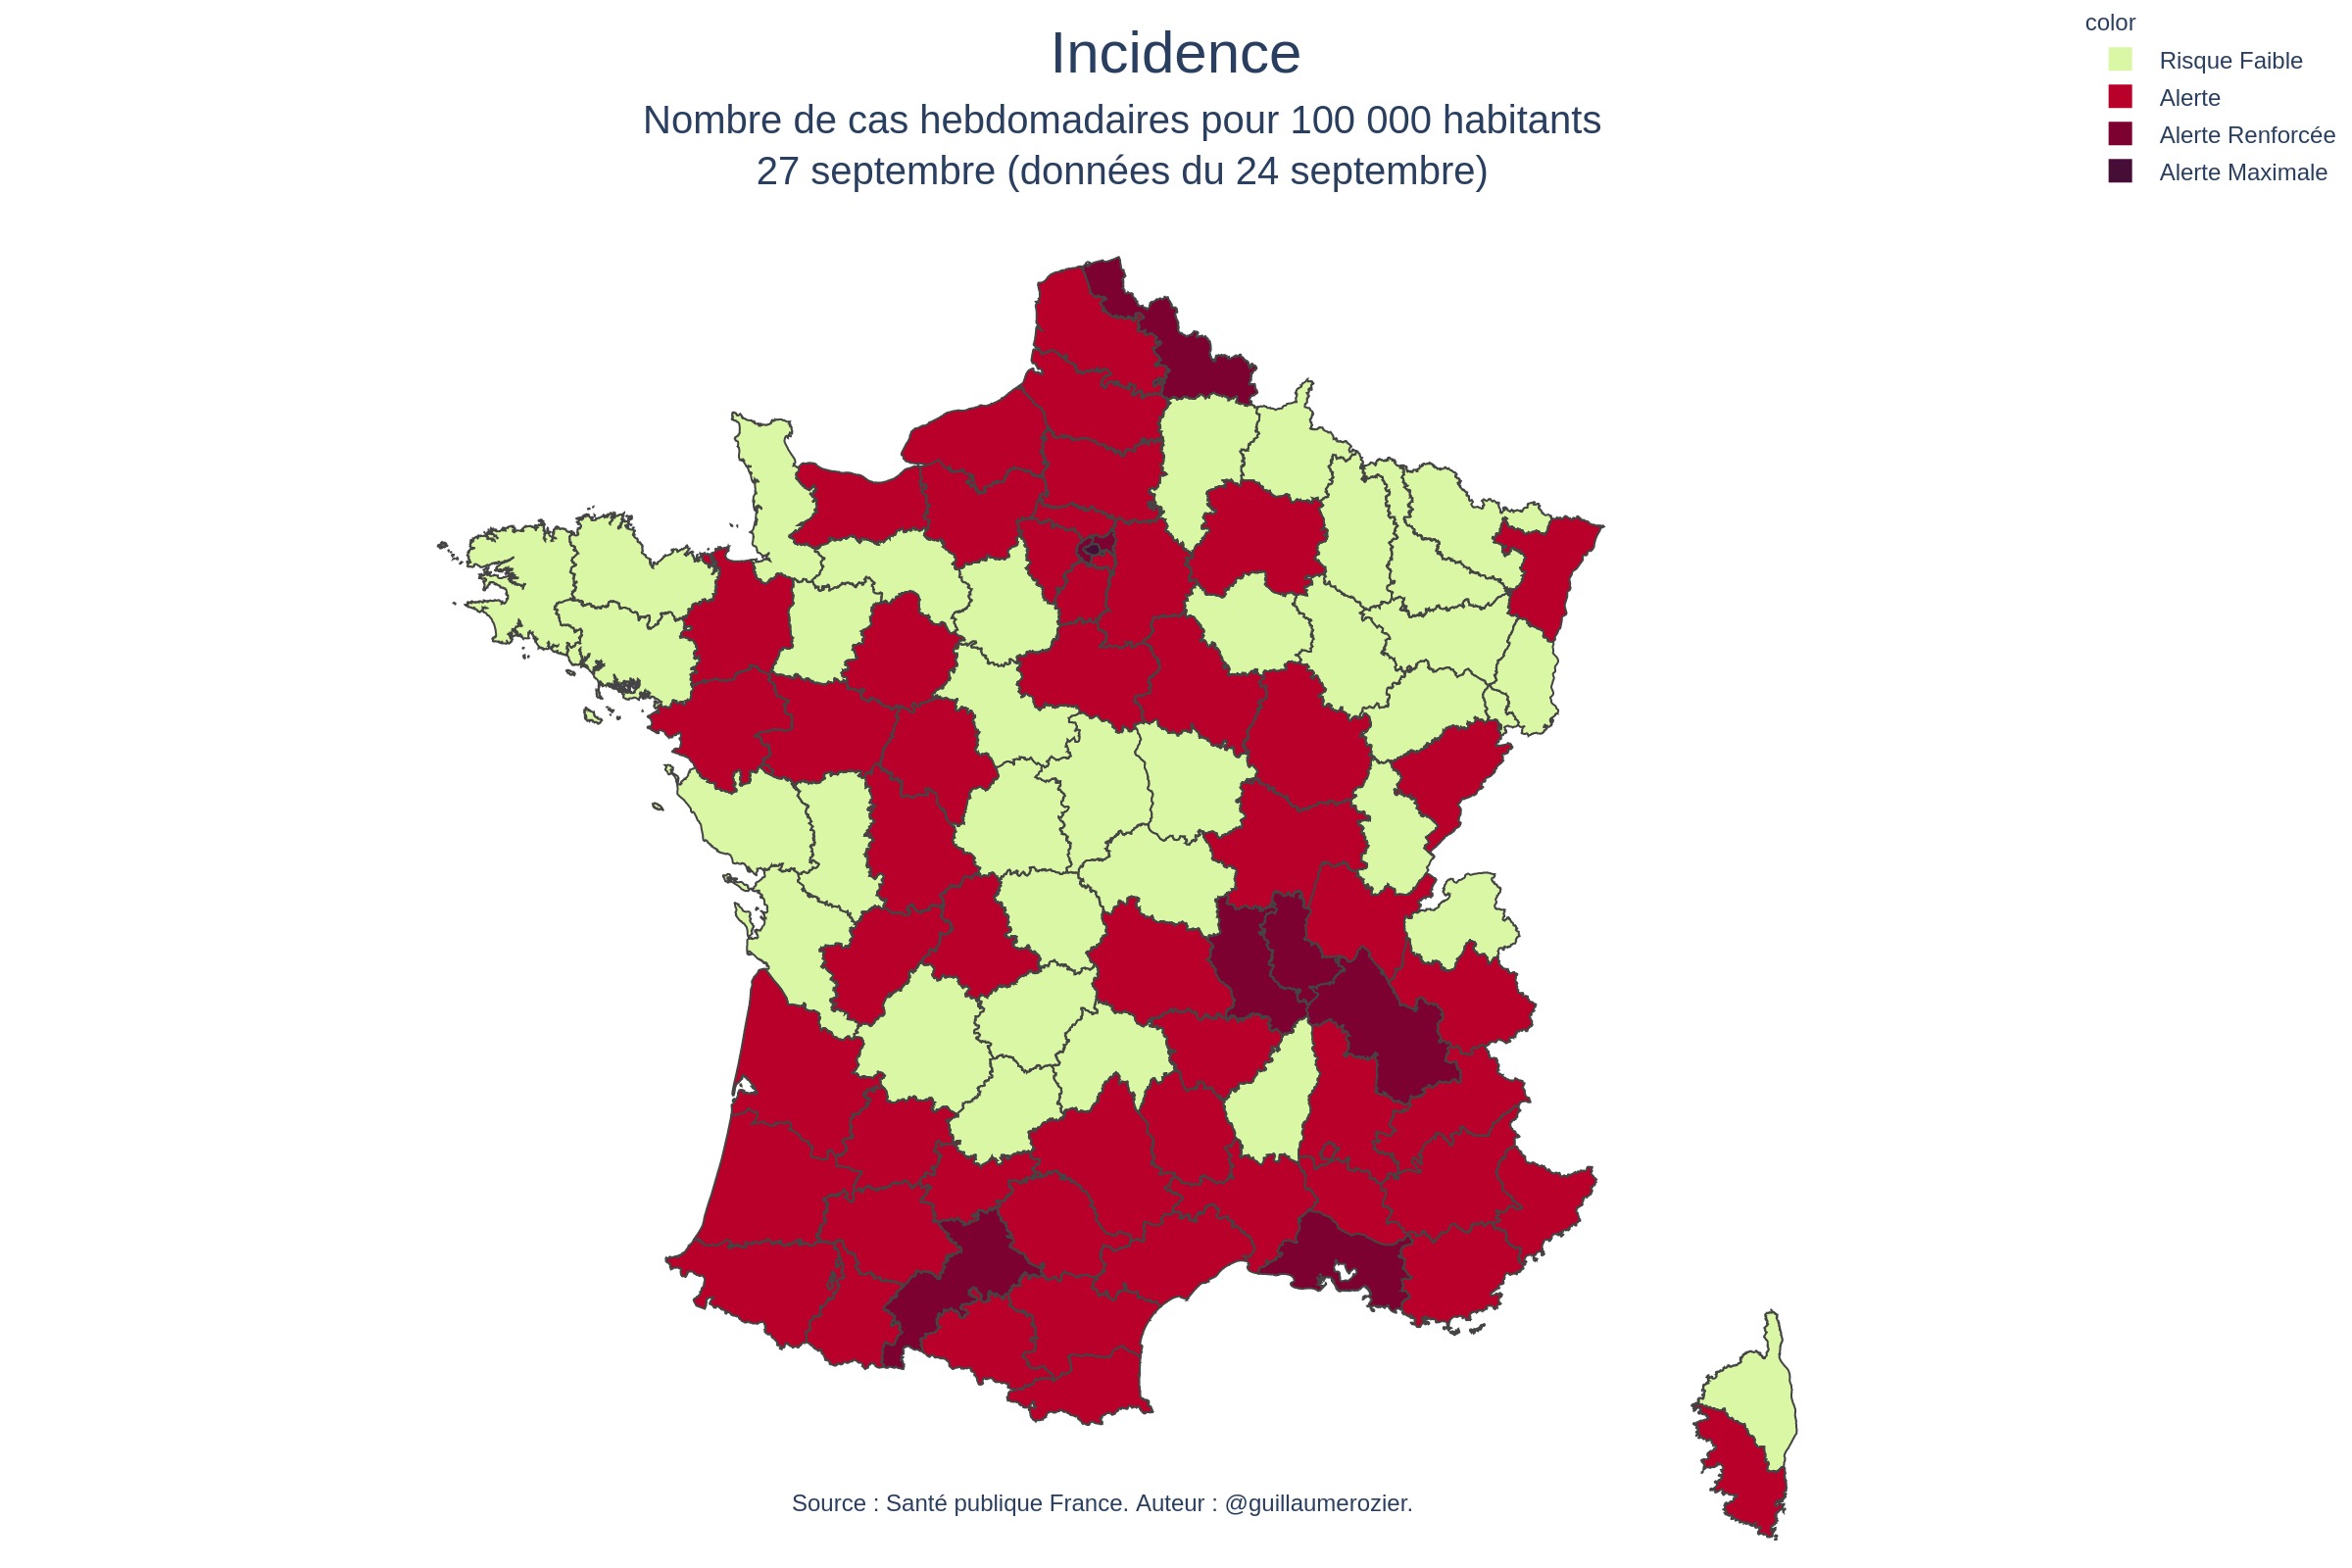 Incidence
Nombre de cas hebdomadaires pour 100 000 habitants
27 septembre (données du 24 septembre)
color
Risque Faible
Alerte
Alerte Renforcée
Alerte Maximale
Source : Santé publique France. Auteur : @guillaumerozier.